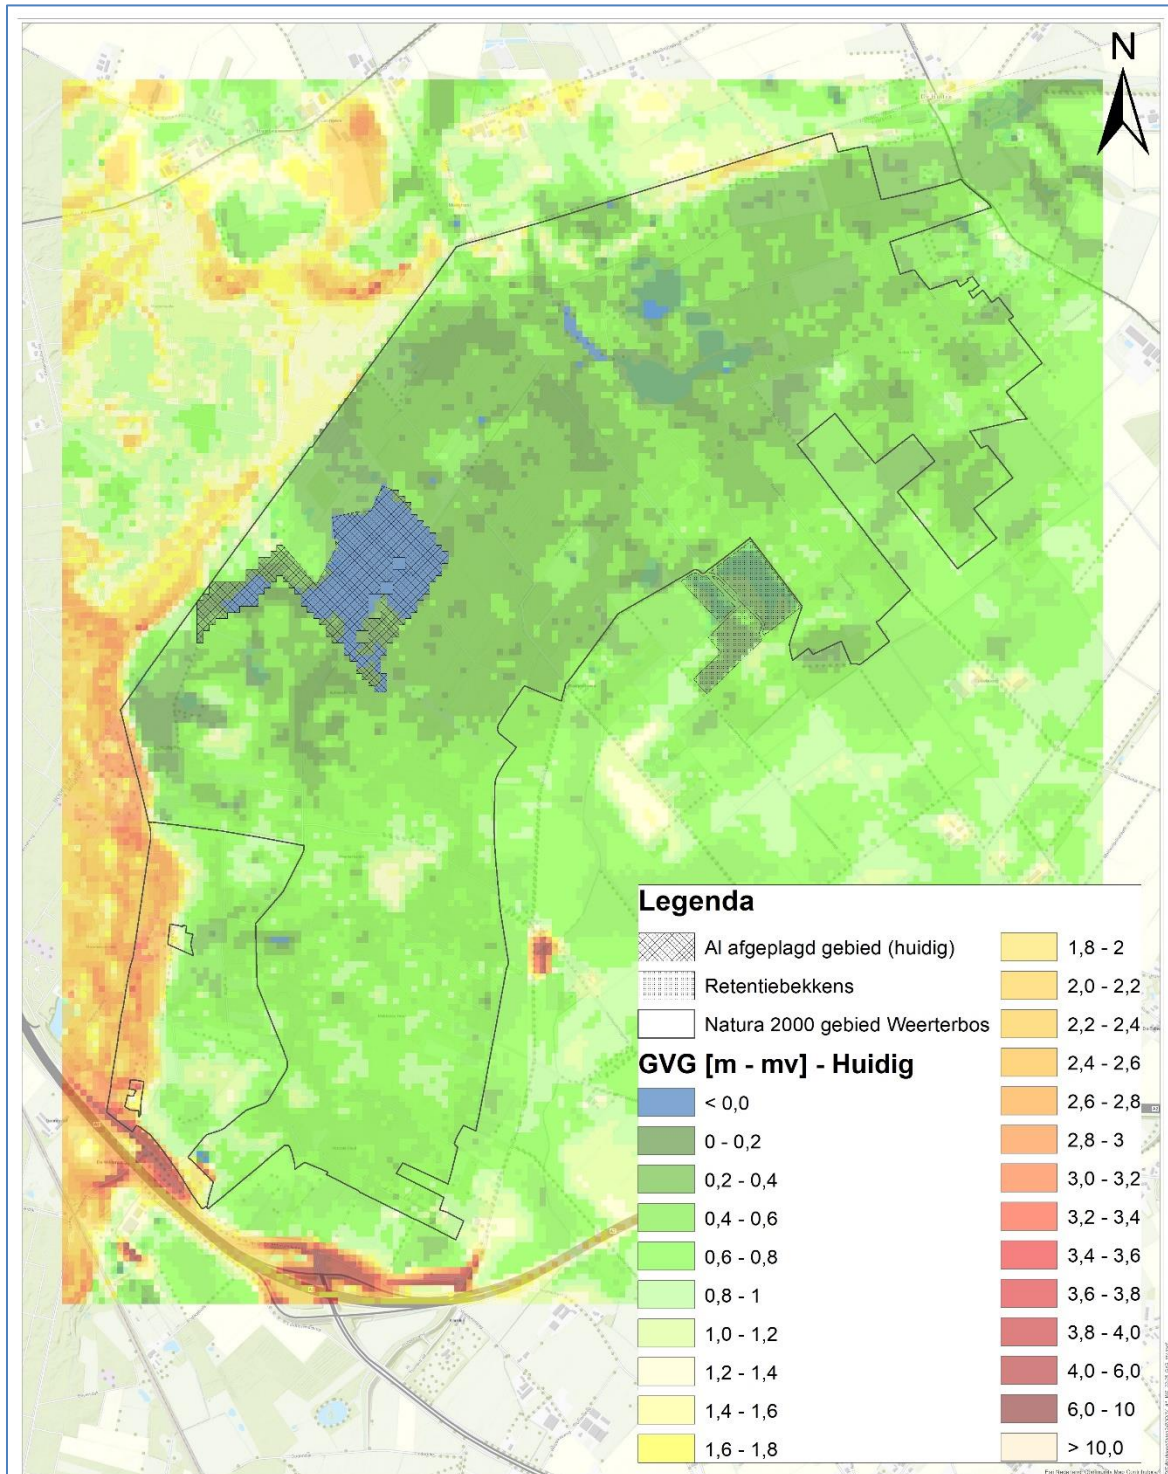 N
Legenda
Al afgeplagd gebied (huidig)
Retentiebekkens
Natura 2000 gebied Weerterbos
GVG [m - mv] - Huidig
< 0,0
0 - 0,2
0,2 - 0,4
0,4 - 0,6
0,6 - 0,8
0,8 - 1
1,0 - 1,2
1,2 - 1,4
1,4 - 1,6
1,6 - 1,8
1,8 - 2
2,0 - 2,2
2,2 - 2,4
2,4 - 2,6
2,6 - 2,8
2,8 - 3
3,0 - 3,2
3,2 - 3,4
3,4 - 3,6
3,6 - 3,8
3,8 - 4,0
4,0 - 6,0
6,0 - 10
> 10,0